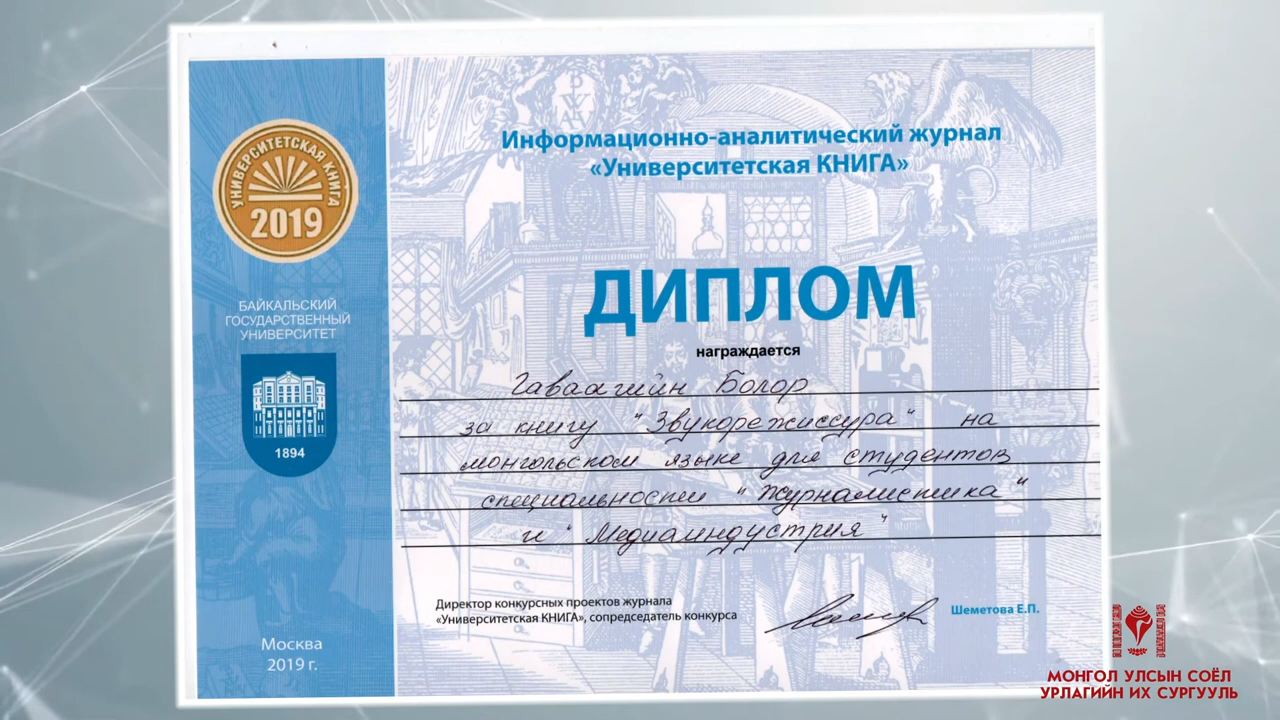 УНИВЕРСИТЕТСКАЯ КНИГА
2019
БАЙКАЛЬСКИЙ
ГОСУДАРСТВЕННЫЙ
УНИВЕРСИТЕТ
1894
Москва
2019 г.
Информационно-аналитический журнал
«Университетская КНИГА»
ДИПЛОМ
награждается
Гаваагийн Болор
за книгу "Звукорежиссура" на
монгольском языке для студентов
специальностей "Журналистика"
и "Медиаиндустрия"
Директор конкурсных проектов журнала
«Университетская КНИГА», сопредседатель конкурса
Шеметова Е.П.
МОНГОЛ УЛСЫН СОЁЛ
УРЛАГИЙН ИХ СУРГУУЛЬ